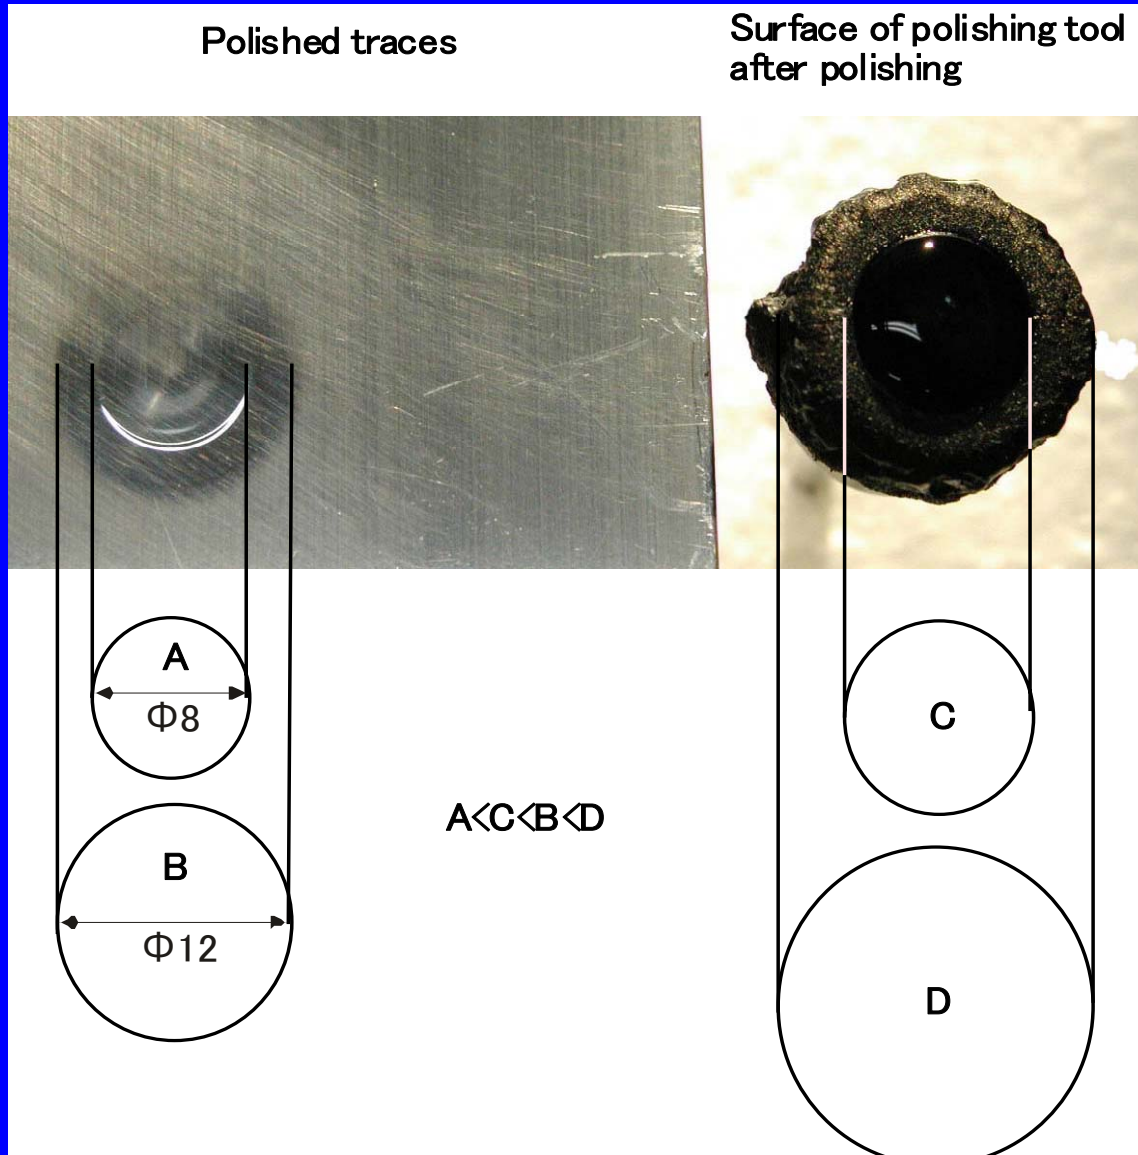 Polished traces
Surface of polishing tool
after polishing
A
Φ8
B
Φ12
A<C<B<D
C
D